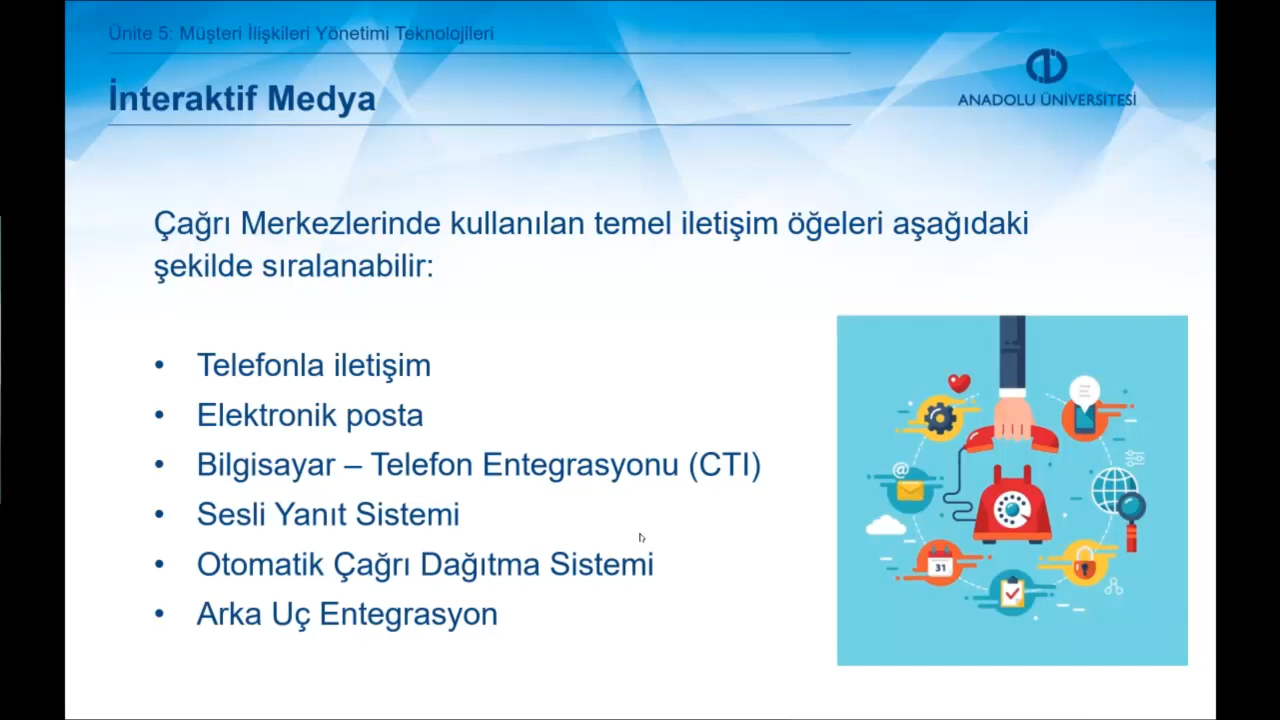 Ünite 5: Müşteri İlişkileri Yönetimi Teknolojileri
İnteraktif Medya
ANADOLU ÜNİVERSİTESİ
Çağrı Merkezlerinde kullanılan temel iletişim öğeleri aşağıdaki
şekilde sıralanabilir:
• Telefonla iletişim
• Elektronik posta
• Bilgisayar – Telefon Entegrasyonu (CTI)
• Sesli Yanıt Sistemi
• Otomatik Çağrı Dağıtma Sistemi
• Arka Uç Entegrasyon
@
31